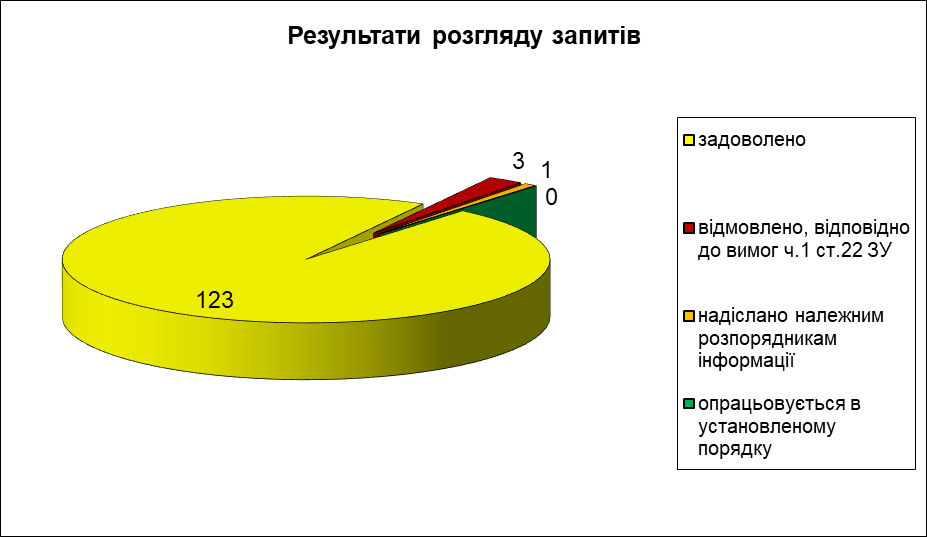 Результати розгляду запитів
3
1
0
123
задоволено
відмовлено, відповідно
до вимог ч.1 ст.22 ЗУ
надіслано належним
розпорядникам
інформації
опрацьовується в
установленому
порядку